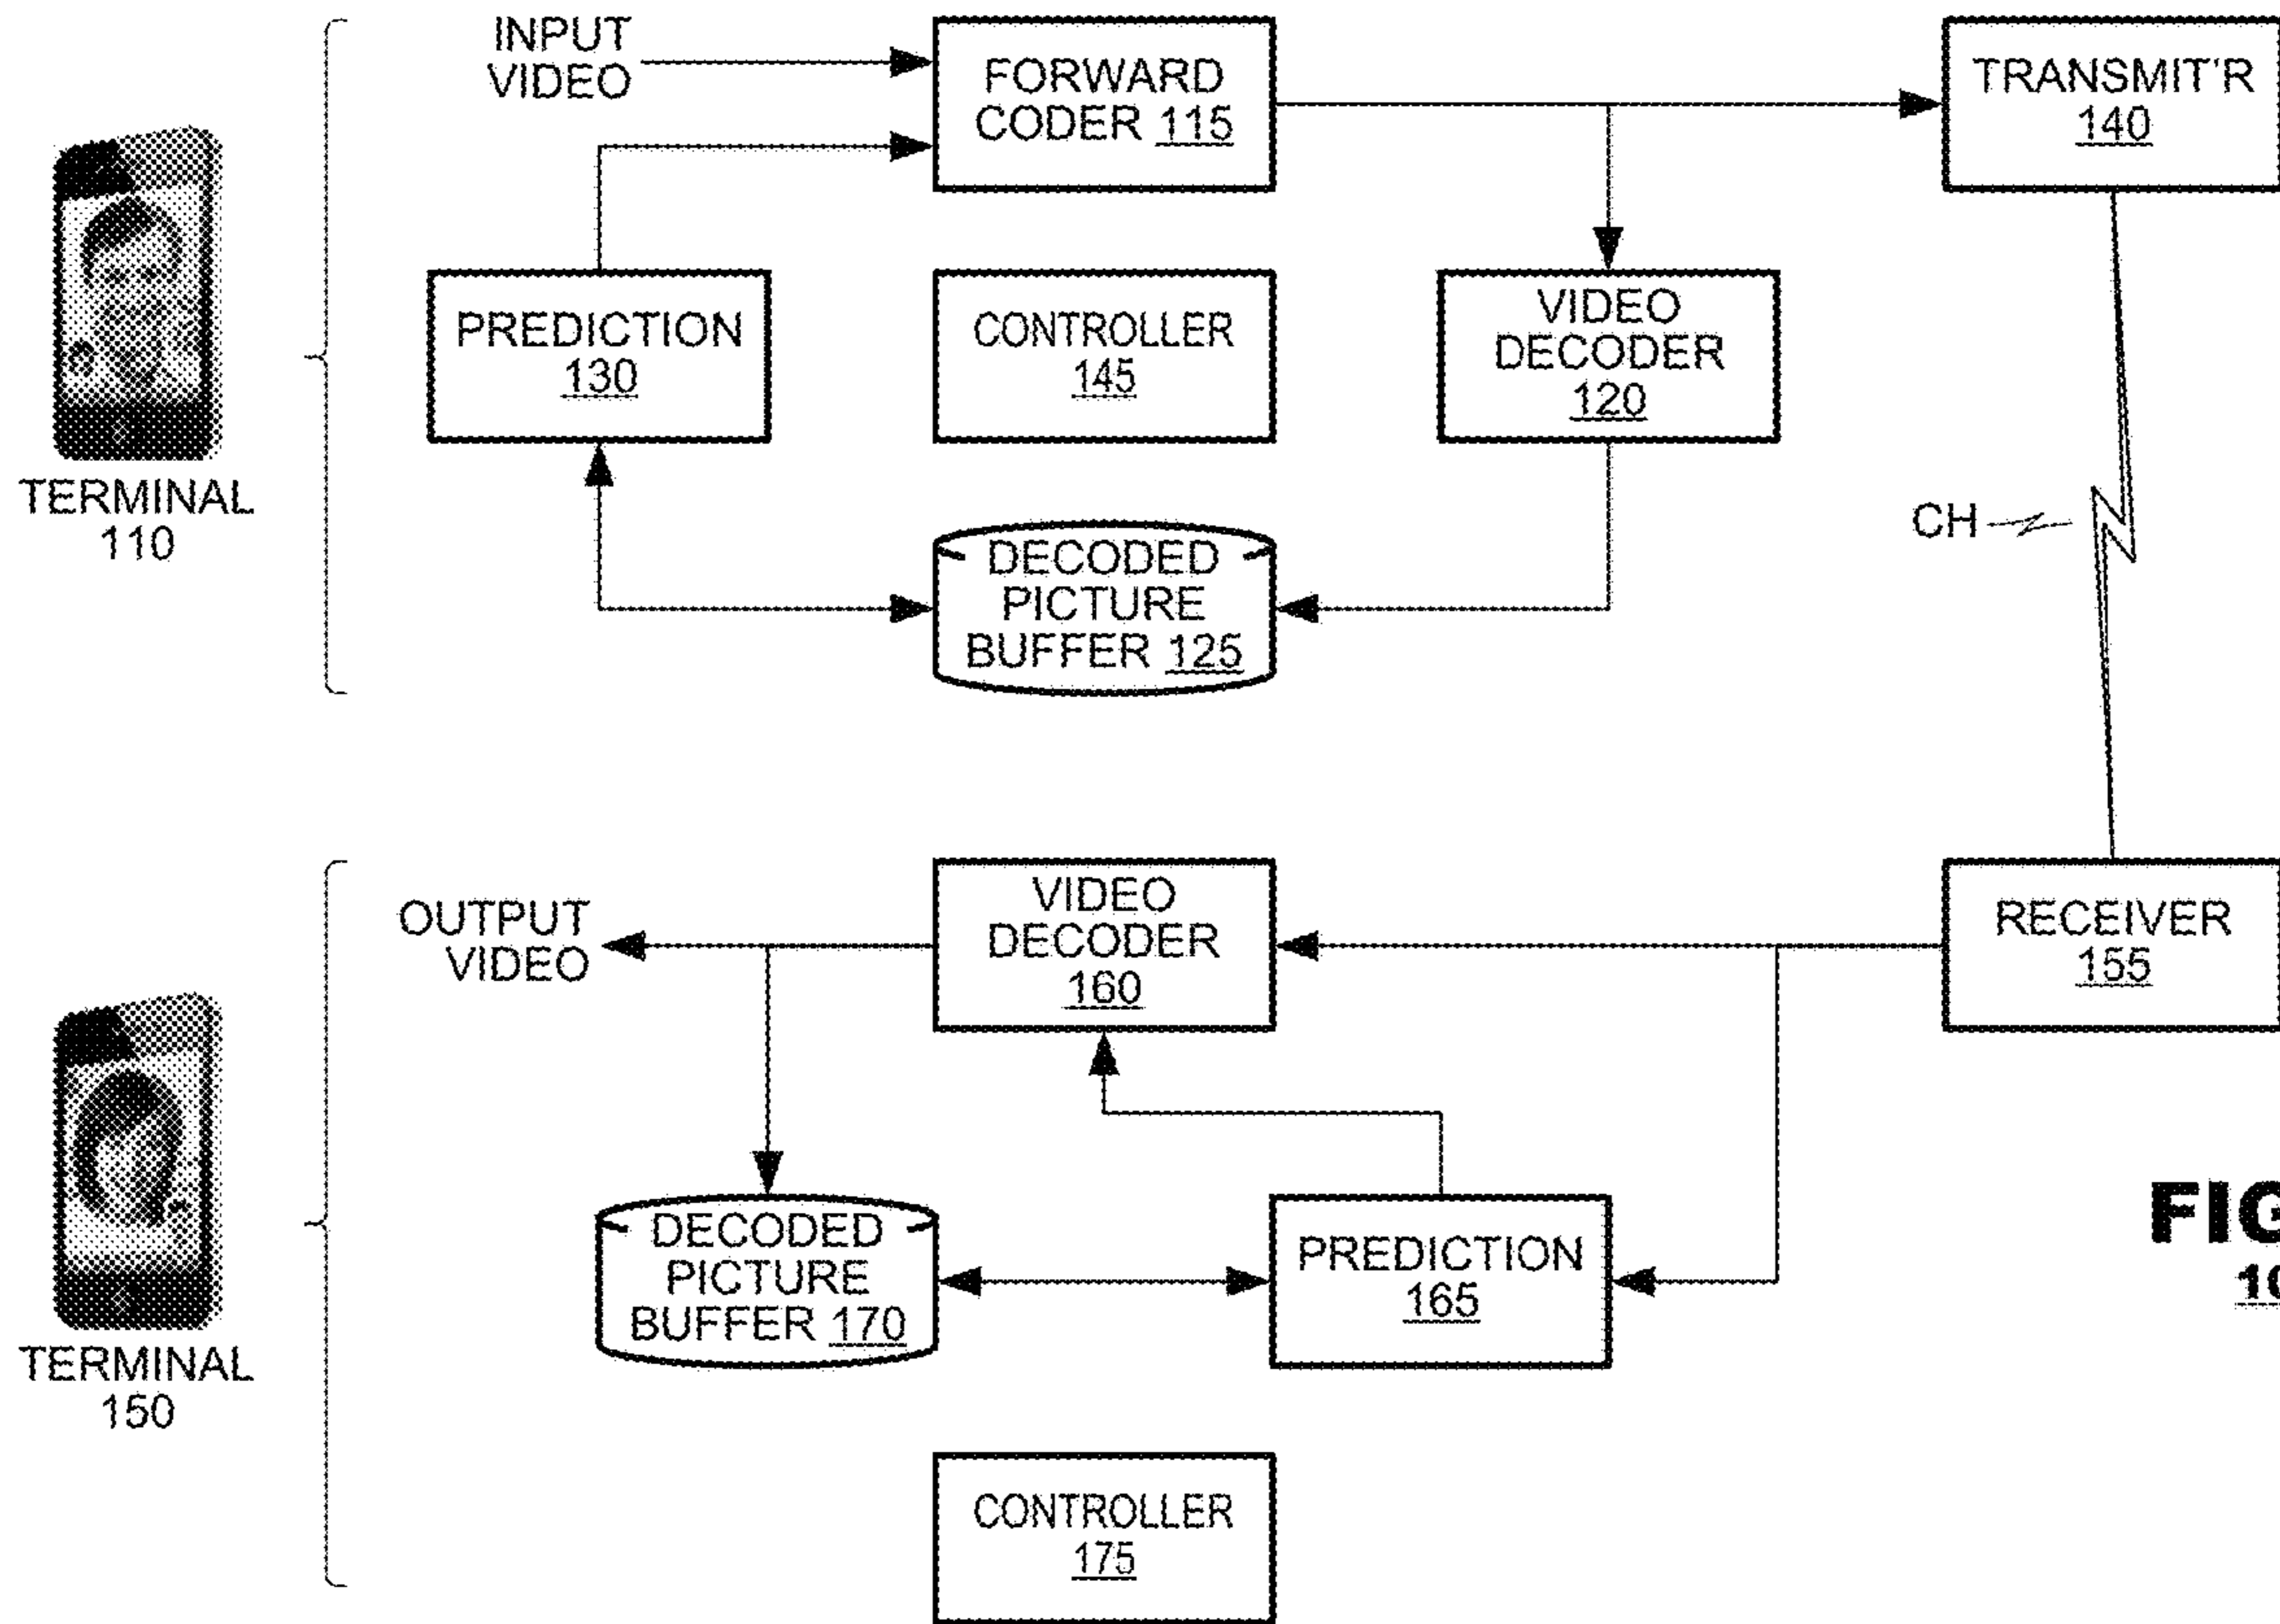 INPUT
VIDEO
FORWARD
CODER 115
TRANSMIT'R
140
PREDICTION
130
CONTROLLER
145
VIDEO
DECODER
120
TERMINAL
110
CH
DECODED
PICTURE
BUFFER 125
OUTPUT
VIDEO
VIDEO
DECODER
160
RECEIVER
155
DECODED
PICTURE
BUFFER 170
PREDICTION
165
TERMINAL
150
CONTROLLER
175
FIG
10